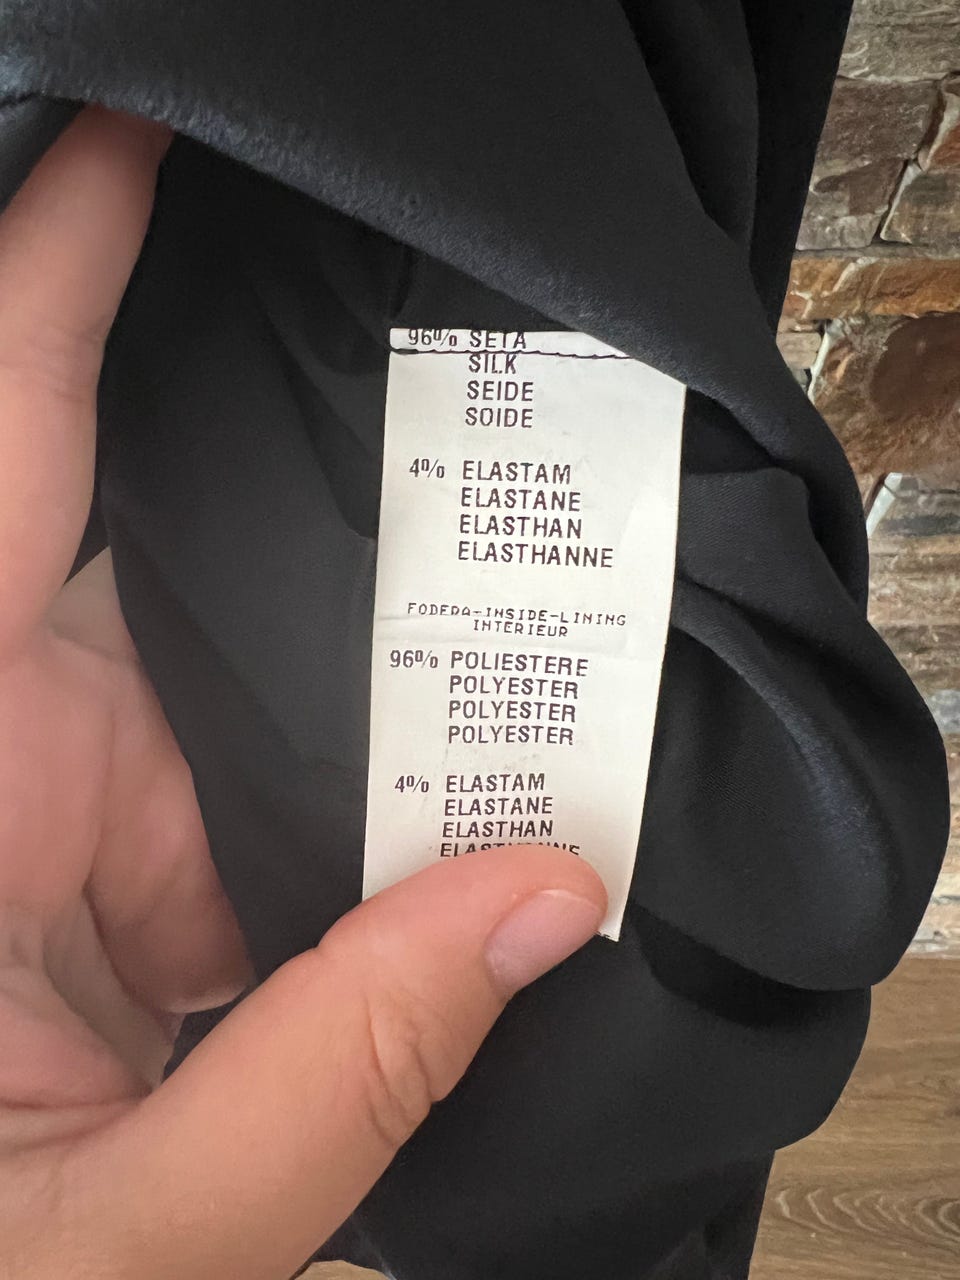 96% SETA
SILK
SEIDE
SOIDE
4% ELASTAM
ELASTANE
ELASTHAN
ELASTHANNE
FODERA-INSIDE-LINING
INTERIEUR
96% POLIESTERE
POLYESTER
POLYESTER
POLYESTER
4% ELASTAM
ELASTANE
ELASTHAN
ELASTHANNE